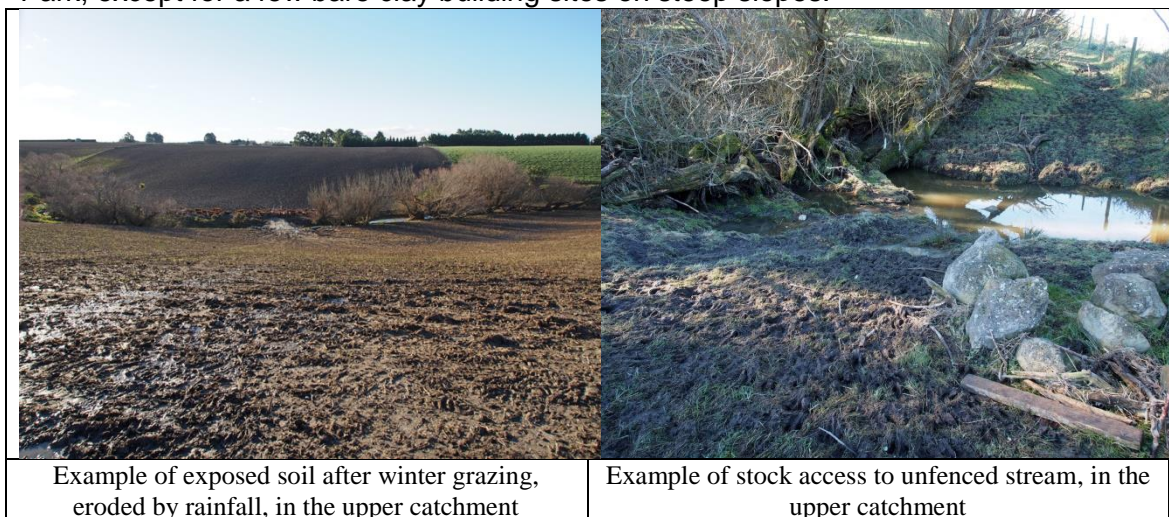 Park, except for a few bare clay building sites on steep slopes.
Example of exposed soil after winter grazing,
eroded by rainfall, in the upper catchment
Example of stock access to unfenced stream, in the
upper catchment